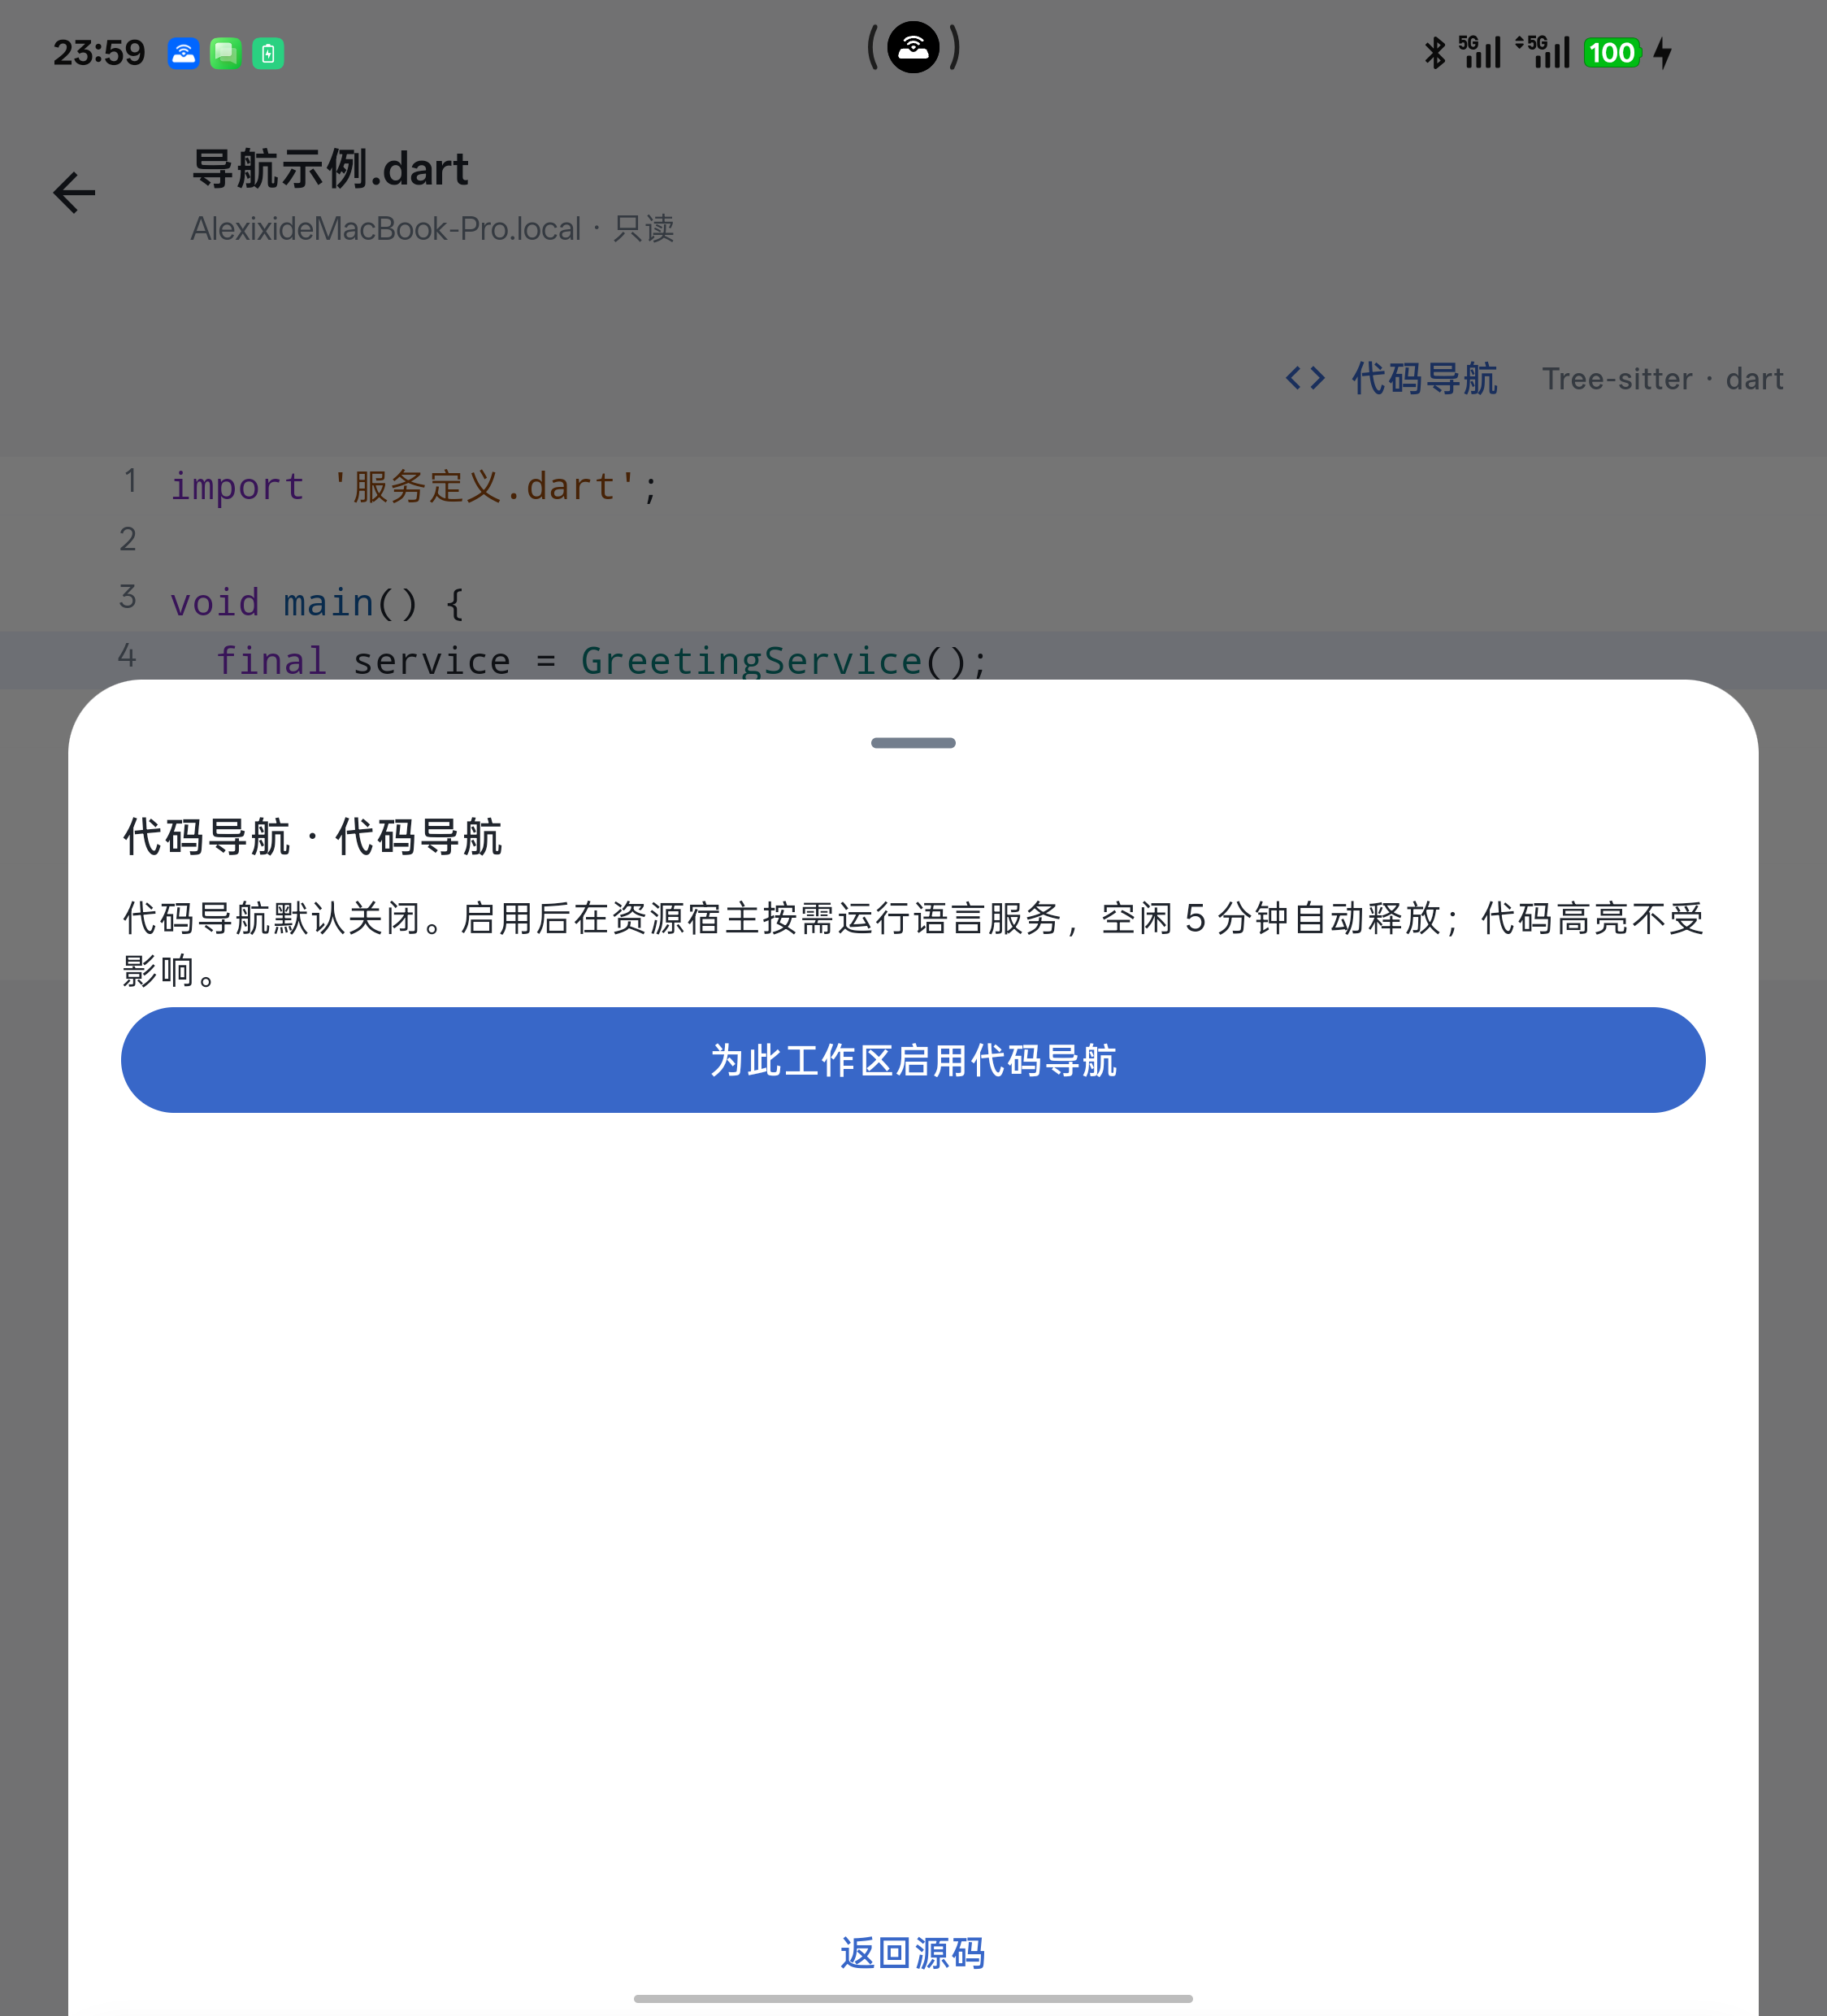 23:59
5G 5G 100
导航示例.dart
AlexixideMacBook-Pro.local · 只读
代码导航 Tree-sitter · dart
1 import '服务定义.dart';
2
3 void main() {
4 final service = GreetingService();
代码导航 · 代码导航
代码导航默认关闭。启用后在资源宿主按需运行语言服务，空闲 5 分钟自动释放；代码高亮不受
影响。
为此工作区启用代码导航
返回源码